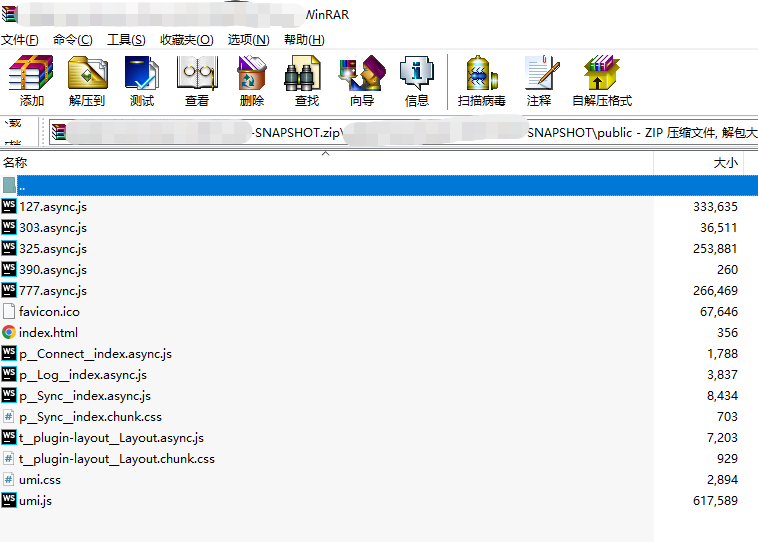 WinRAR
文件(F) 命令(C) 工具(S) 收藏夹(O) 选项(N) 帮助(H)
添加 解压到 测试 查看 删除 查找 向导 信息 扫描病毒 注释 自解压格式
-SNAPSHOT.zip\ SNAPSHOT\public - ZIP 压缩文件, 解包大
名称 大小
..
127.async.js 333,635
303.async.js 36,511
325.async.js 253,881
390.async.js 260
777.async.js 266,469
favicon.ico 67,646
index.html 356
p__Connect__index.async.js 1,788
p__Log__index.async.js 3,837
p__Sync__index.async.js 8,434
p__Sync__index.chunk.css 703
t__plugin-layout__Layout.async.js 7,203
t__plugin-layout__Layout.chunk.css 929
umi.css 2,894
umi.js 617,589